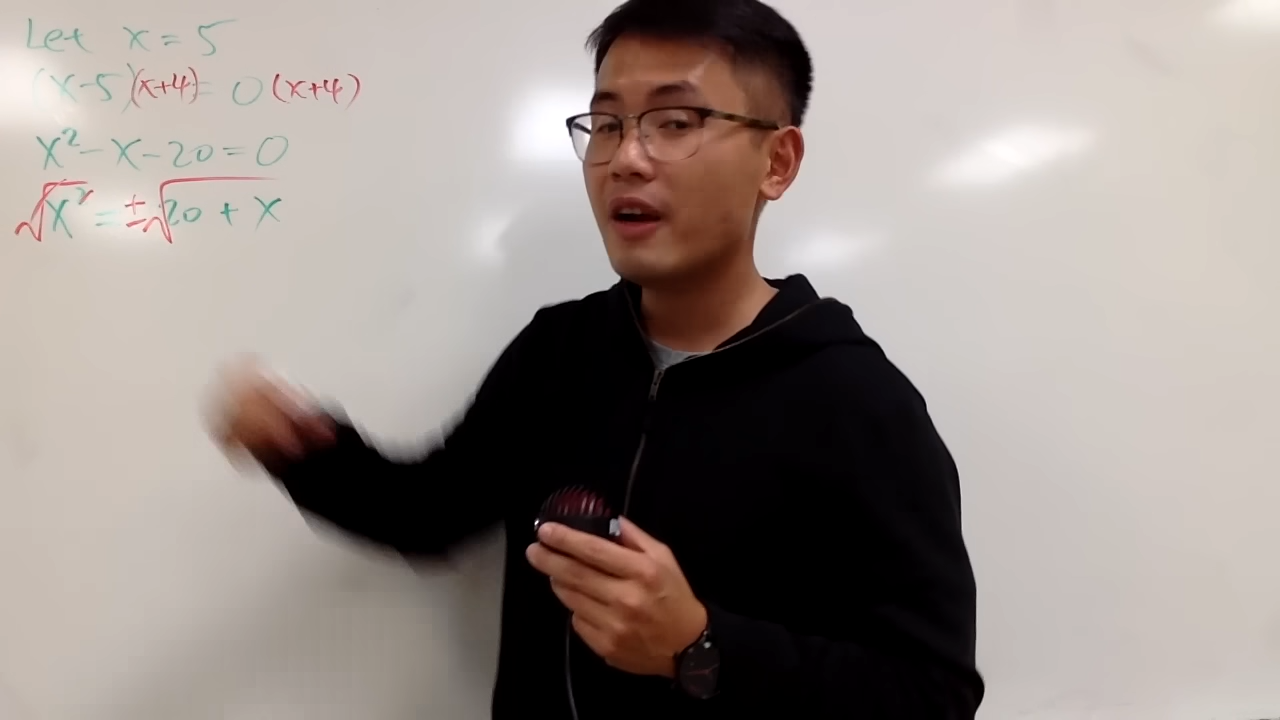 Let x = 5
(x-5)(x+4) = 0(x+4)
x² - x - 20 = 0
√x² = ±√20 + x